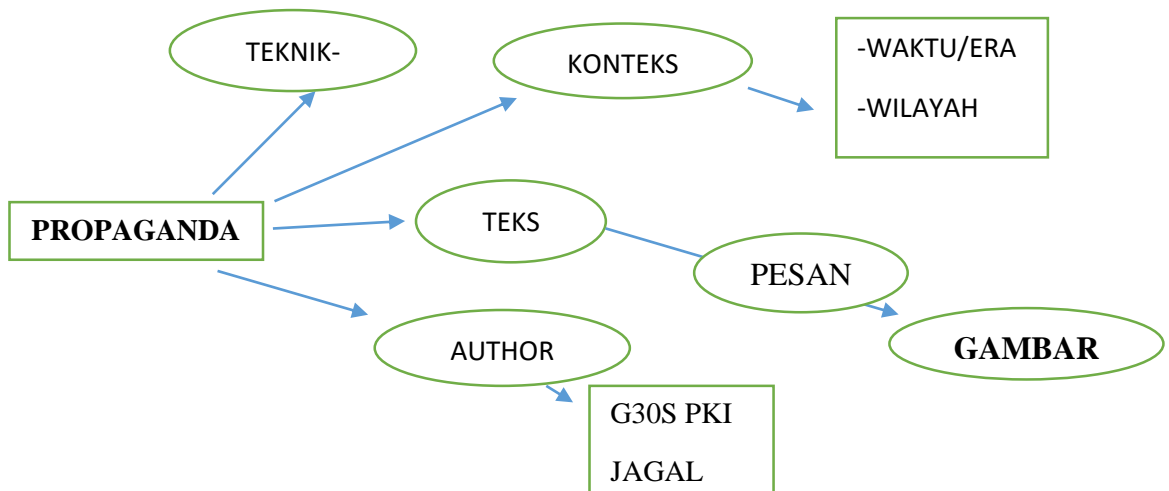 TEKNIK-
KONTEKS
-WAKTU/ERA
-WILAYAH
PROPAGANDA
TEKS
PESAN
GAMBAR
AUTHOR
G30S PKI
JAGAL